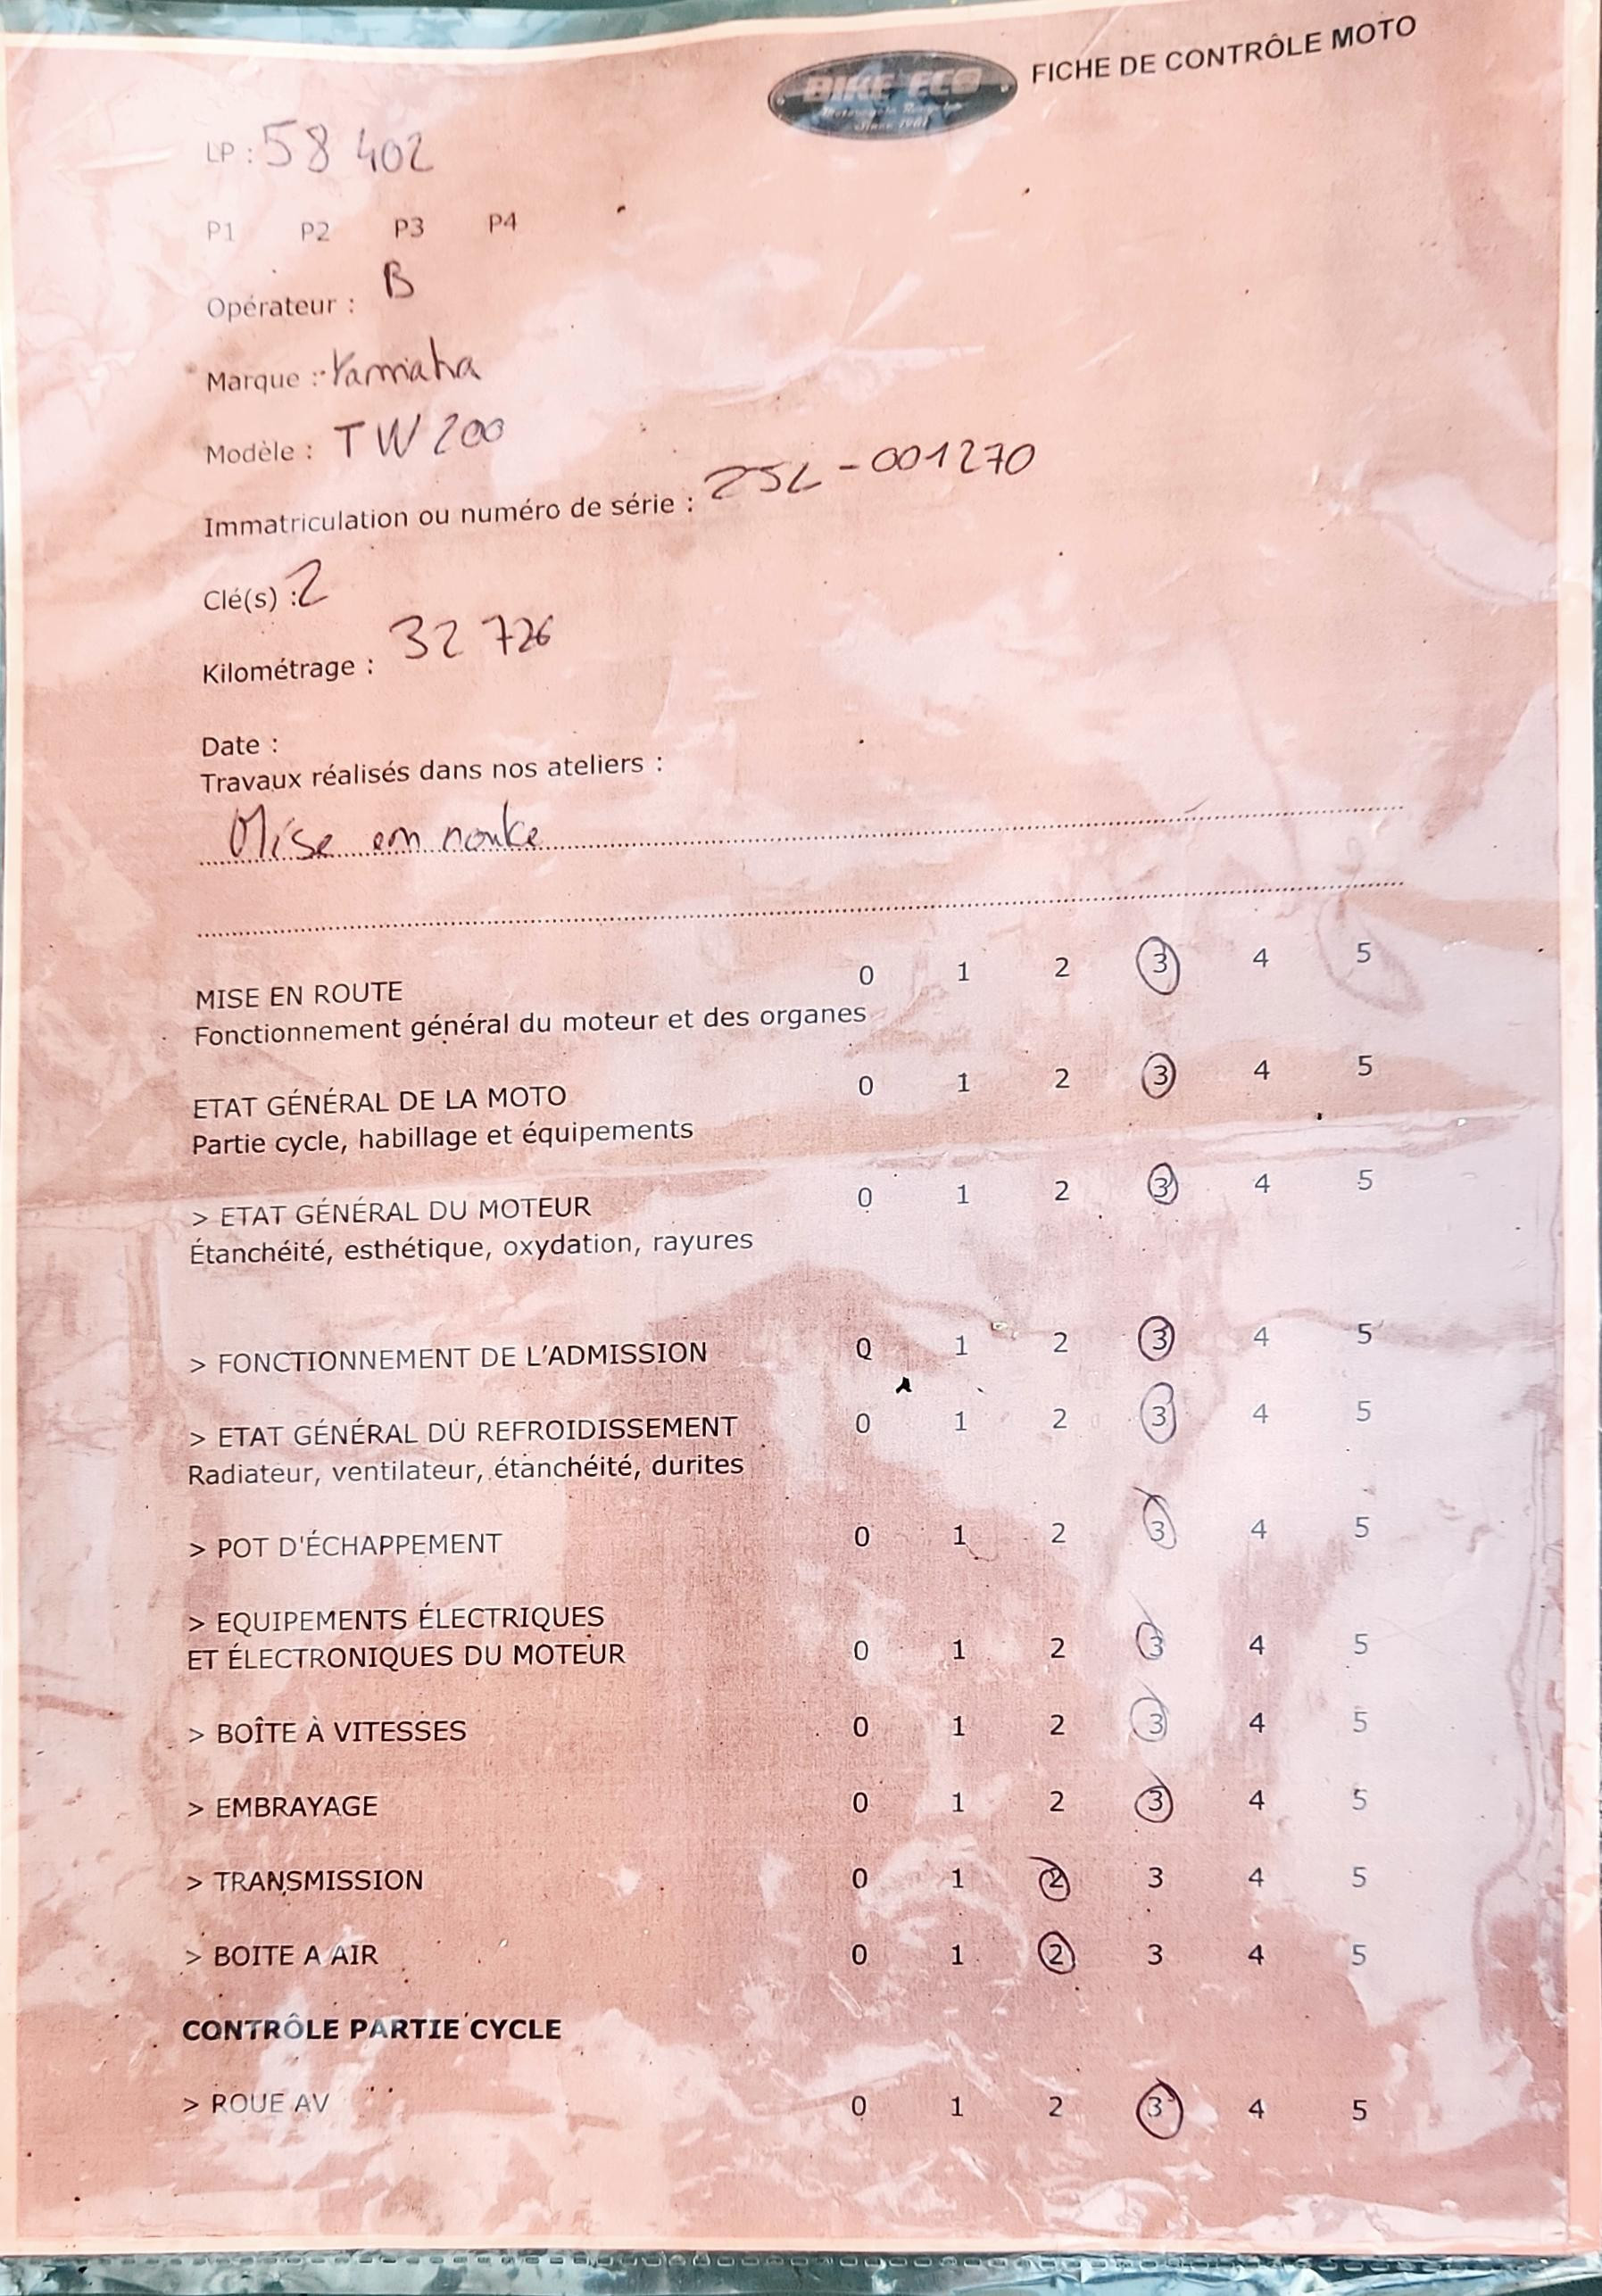 BIKE ECO
since 1981
FICHE DE CONTRÔLE MOTO
LP : 58 402
P1 P2 P3 P4
Opérateur : B
Marque : Yamaha
Modèle : TW 200
Immatriculation ou numéro de série : 2JL-001270
Clé(s) : 2
Kilométrage : 32 726
Date :
Travaux réalisés dans nos ateliers :
Mise en route
MISE EN ROUTE 0 1 2 3 4 5
Fonctionnement général du moteur et des organes
ETAT GÉNÉRAL DE LA MOTO 0 1 2 3 4 5
Partie cycle, habillage et équipements
> ETAT GÉNÉRAL DU MOTEUR 0 1 2 3 4 5
Étanchéité, esthétique, oxydation, rayures
> FONCTIONNEMENT DE L'ADMISSION 0 1 2 3 4 5
> ETAT GÉNÉRAL DU REFROIDISSEMENT 0 1 2 3 4 5
Radiateur, ventilateur, étanchéité, durites
> POT D'ÉCHAPPEMENT 0 1 2 3 4 5
> EQUIPEMENTS ÉLECTRIQUES
ET ÉLECTRONIQUES DU MOTEUR 0 1 2 3 4 5
> BOÎTE À VITESSES 0 1 2 3 4 5
> EMBRAYAGE 0 1 2 3 4 5
> TRANSMISSION 0 1 2 3 4 5
> BOITE A AIR 0 1 2 3 4 5
CONTRÔLE PARTIE CYCLE
> ROUE AV 0 1 2 3 4 5